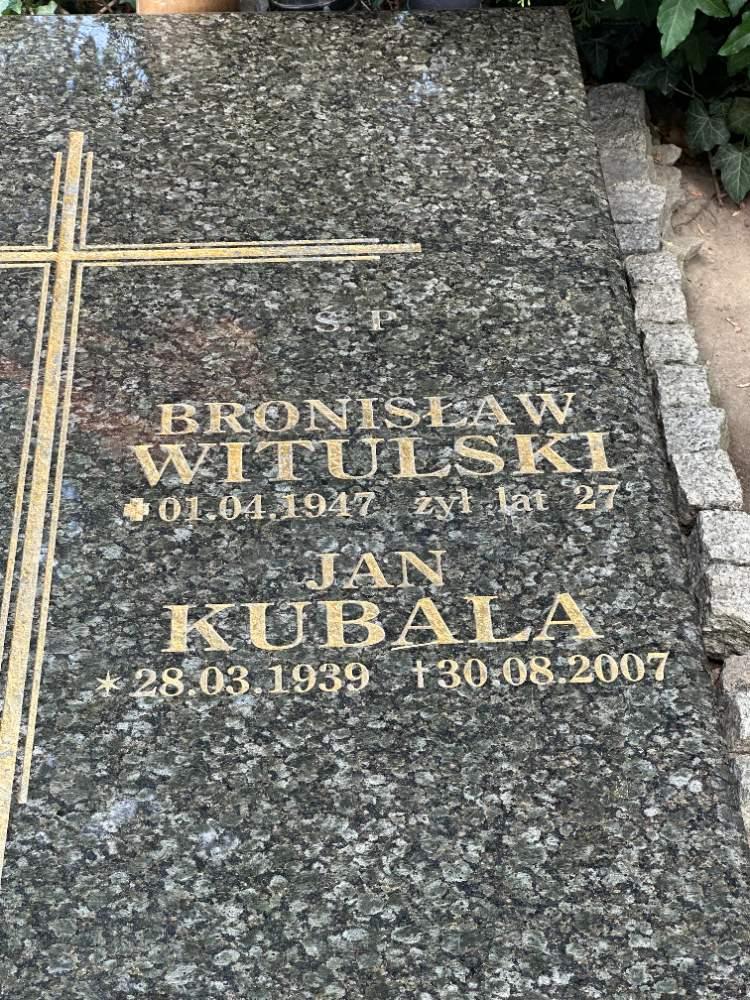 Ś. P
BRONISŁAW
WITULSKI
✠01.04.1947 żył lat 27
JAN
KUBALA
*28.03.1939 †30.08.2007